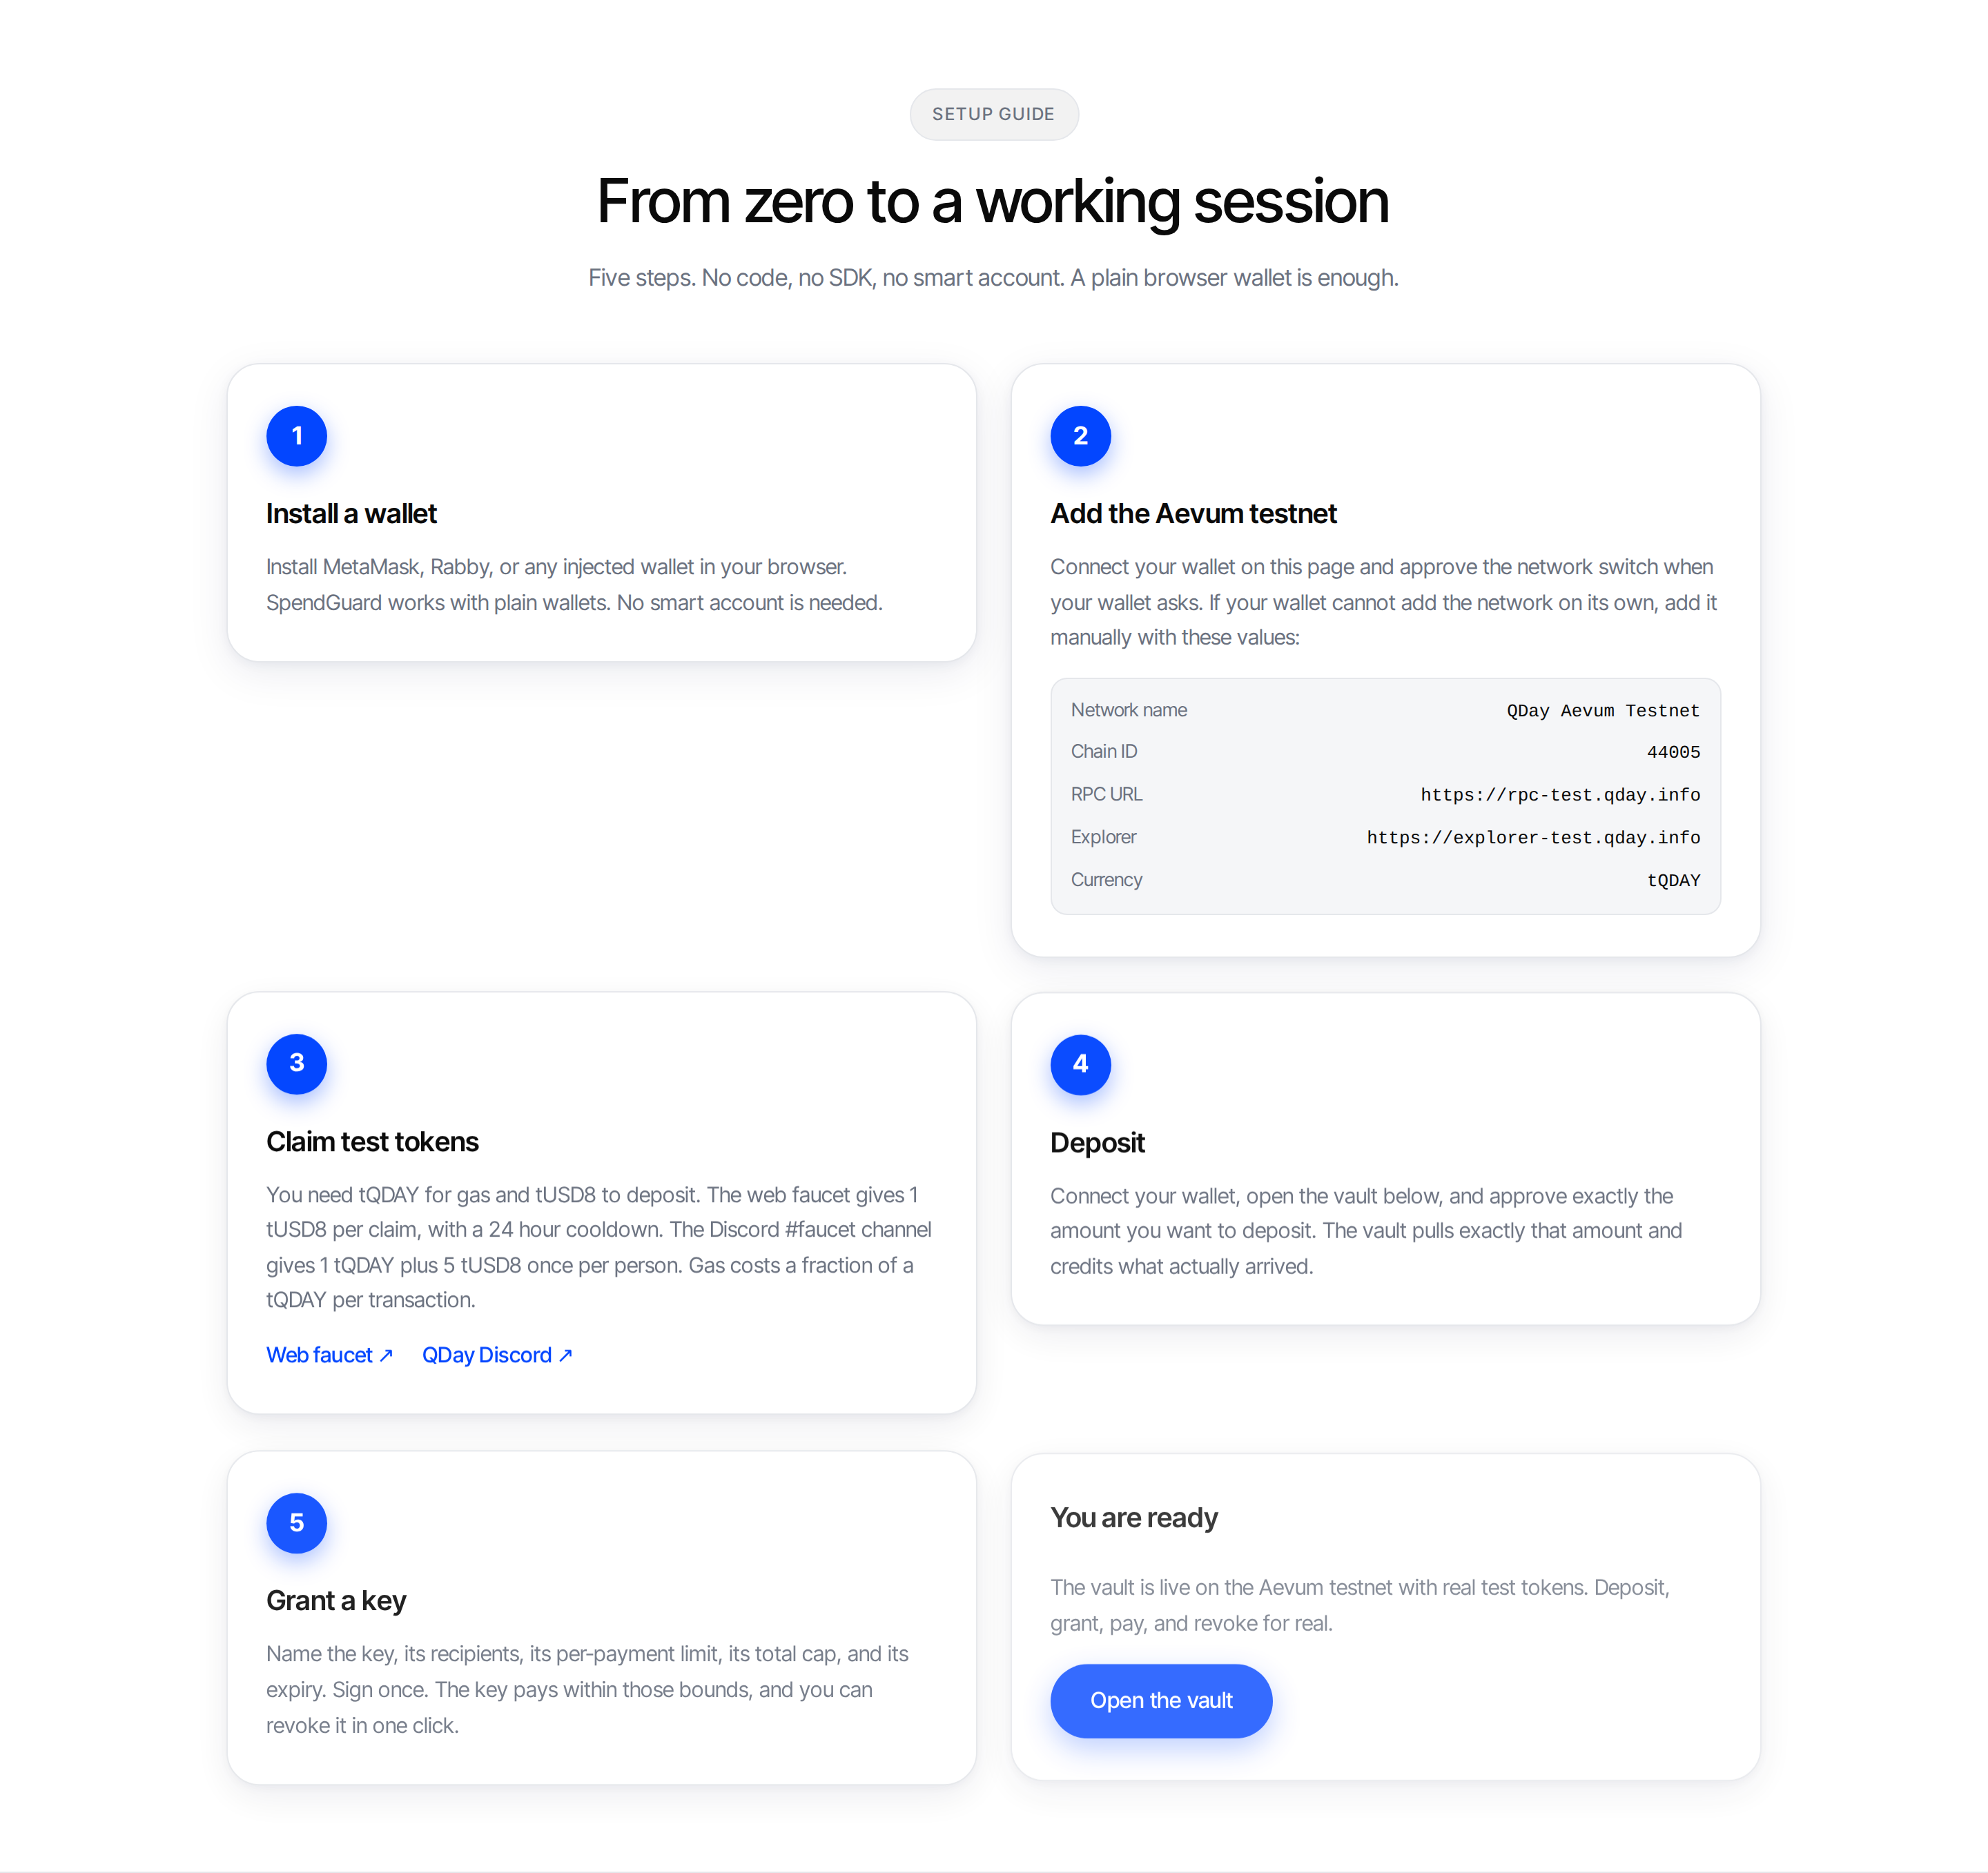 SETUP GUIDE
From zero to a working session
Five steps. No code, no SDK, no smart account. A plain browser wallet is enough.
1
Install a wallet
Install MetaMask, Rabby, or any injected wallet in your browser.
SpendGuard works with plain wallets. No smart account is needed.
2
Add the Aevum testnet
Connect your wallet on this page and approve the network switch when
your wallet asks. If your wallet cannot add the network on its own, add it
manually with these values:
Network name QDay Aevum Testnet
Chain ID 44005
RPC URL https://rpc-test.qday.info
Explorer https://explorer-test.qday.info
Currency tQDAY
3
Claim test tokens
You need tQDAY for gas and tUSD8 to deposit. The web faucet gives 1
tUSD8 per claim, with a 24 hour cooldown. The Discord #faucet channel
gives 1 tQDAY plus 5 tUSD8 once per person. Gas costs a fraction of a
tQDAY per transaction.
Web faucet ↗ QDay Discord ↗
4
Deposit
Connect your wallet, open the vault below, and approve exactly the
amount you want to deposit. The vault pulls exactly that amount and
credits what actually arrived.
5
Grant a key
Name the key, its recipients, its per-payment limit, its total cap, and its
expiry. Sign once. The key pays within those bounds, and you can
revoke it in one click.
You are ready
The vault is live on the Aevum testnet with real test tokens. Deposit,
grant, pay, and revoke for real.
Open the vault